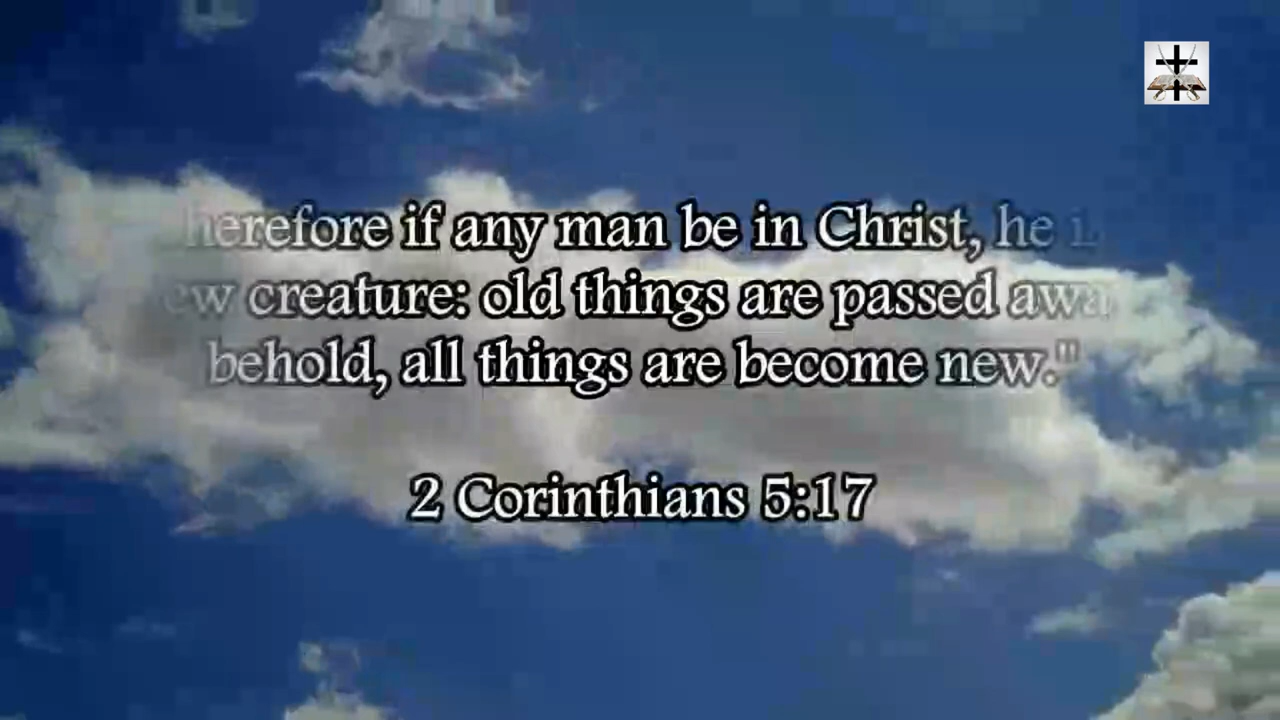 herefore if any man be in Christ, he i
ew creature: old things are passed awa
behold, all things are become new."
2 Corinthians 5:17